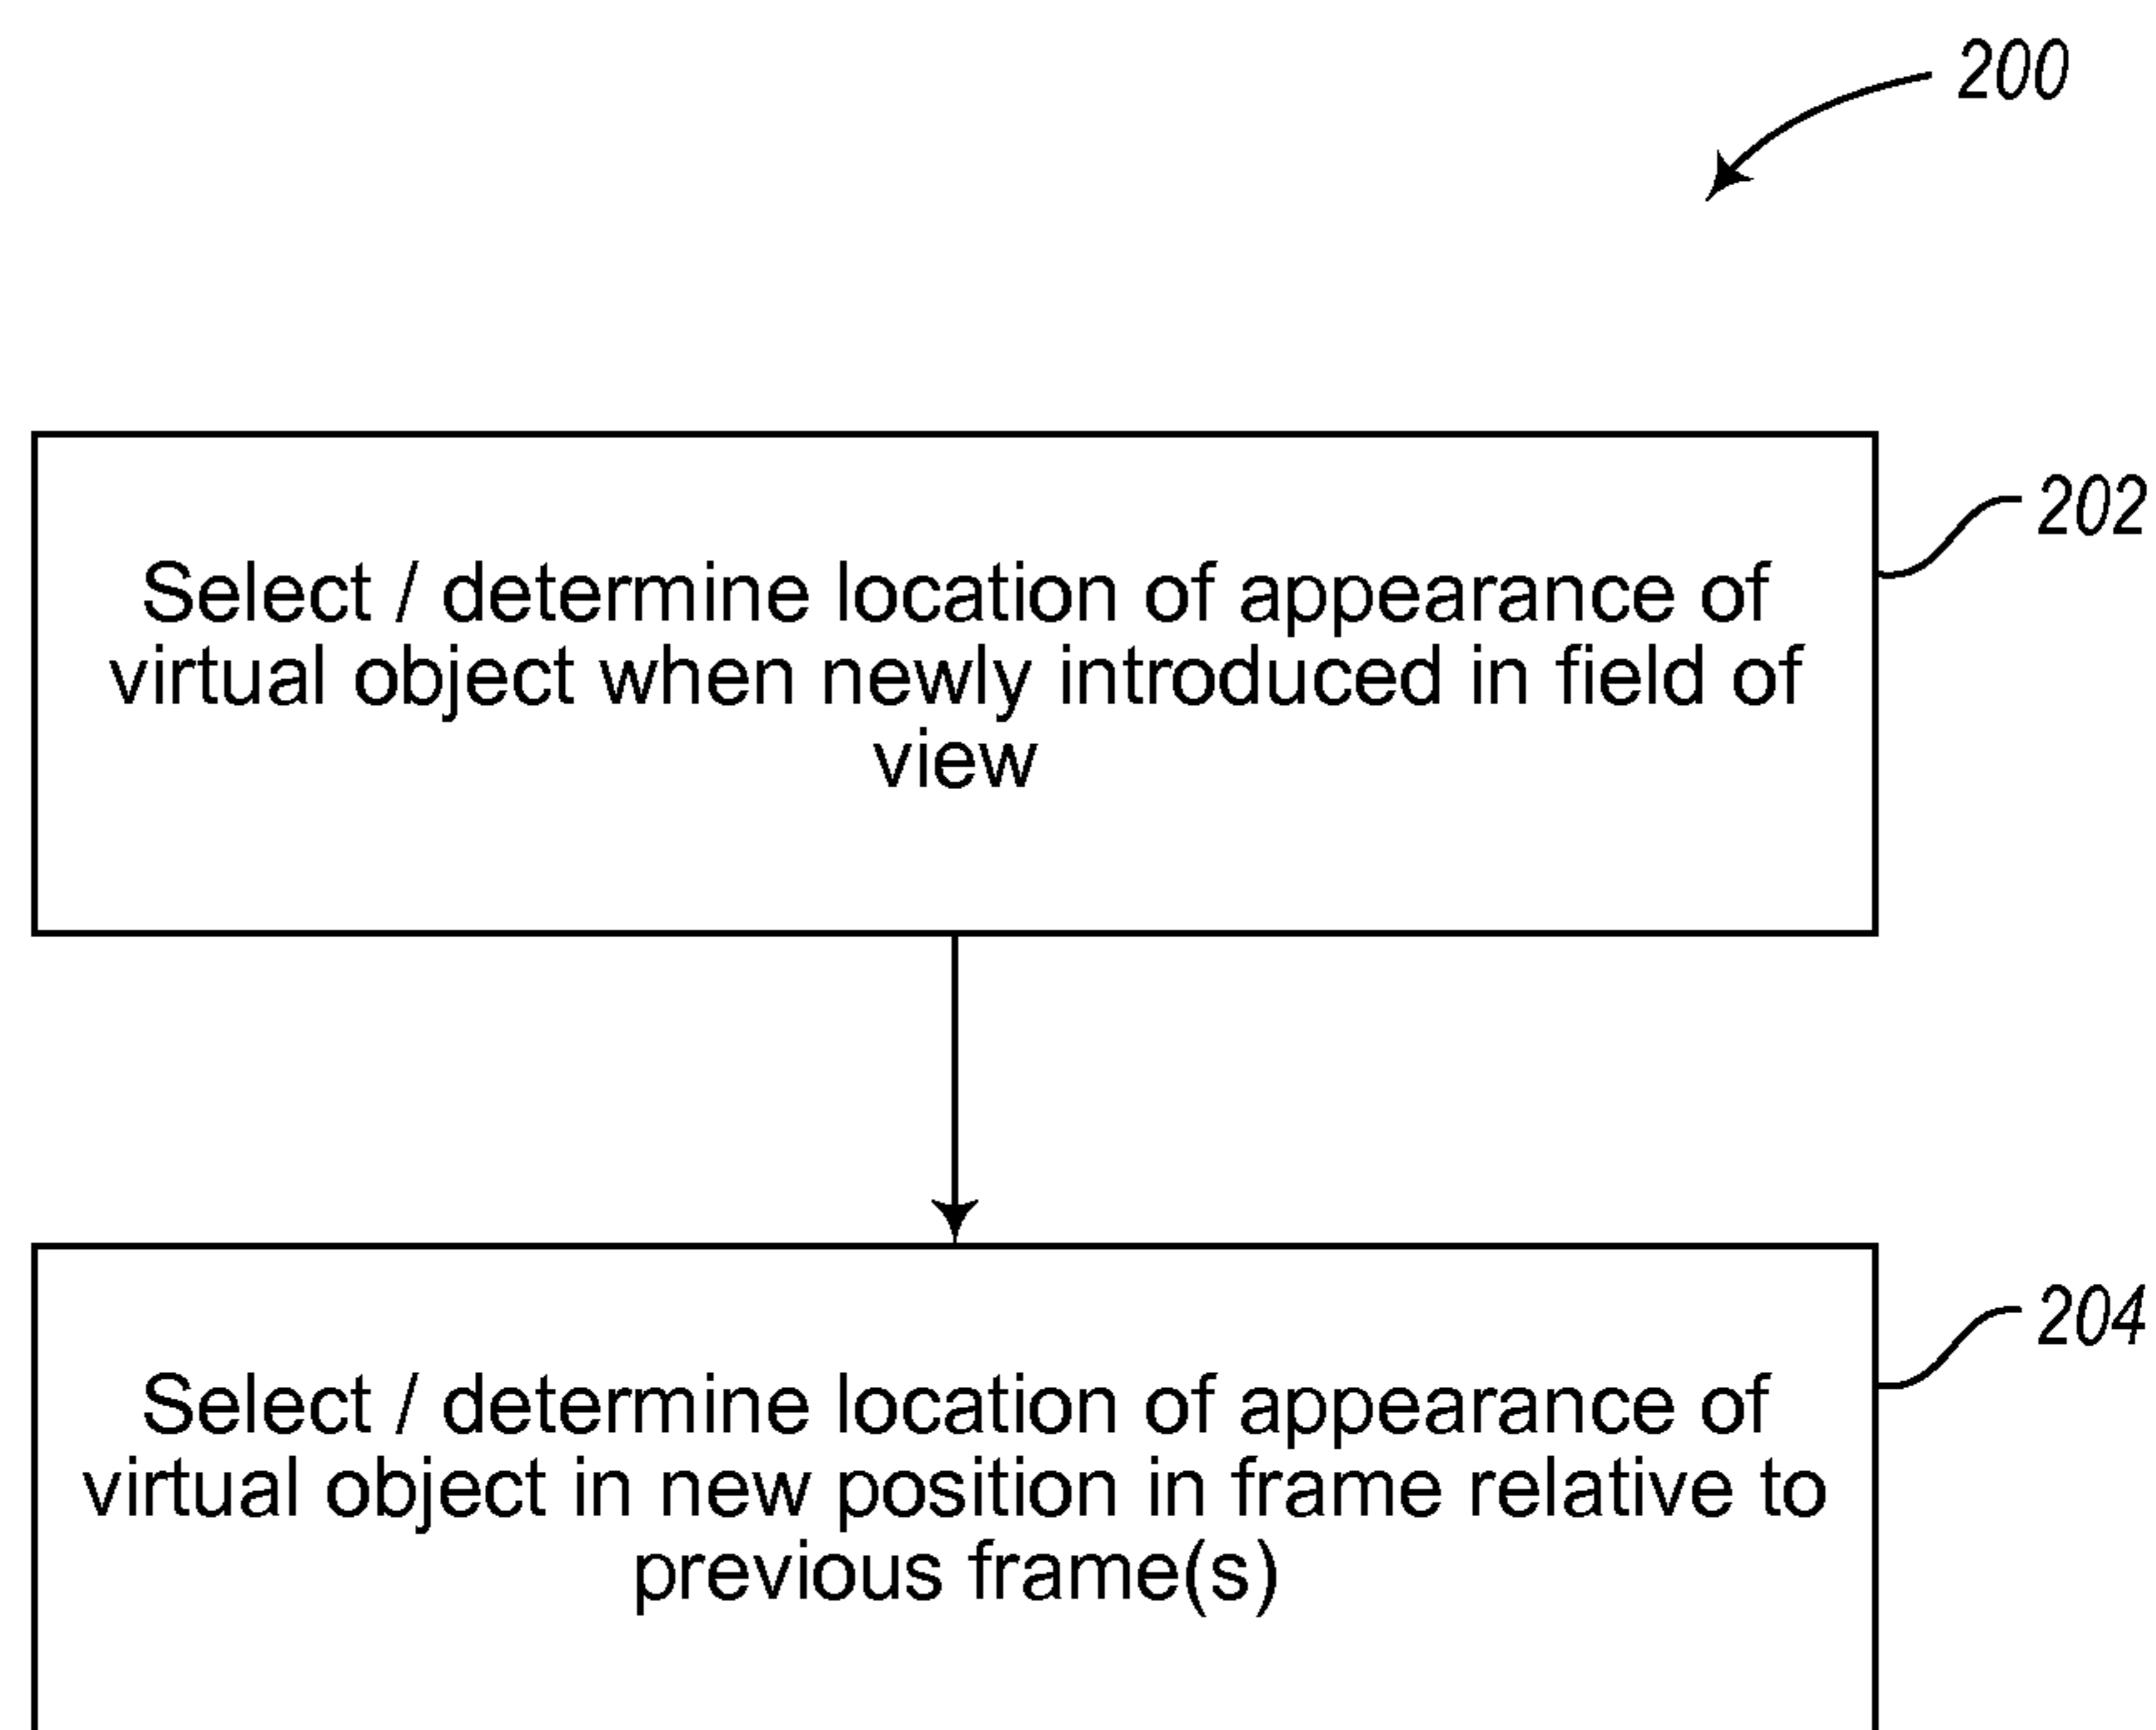 200
202
Select / determine location of appearance of
virtual object when newly introduced in field of
view
204
Select / determine location of appearance of
virtual object in new position in frame relative to
previous frame(s)